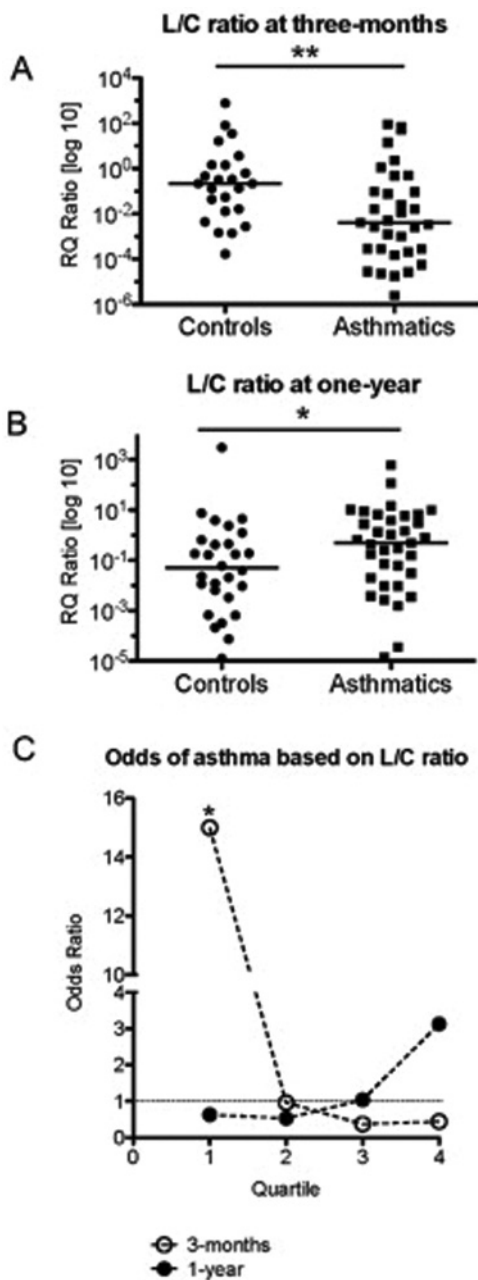 L/C ratio at three-months
A
**
10^4
10^2
10^0
10^-2
10^-4
10^-6
RQ Ratio [log 10]
Controls Asthmatics
L/C ratio at one-year
B
*
10^3
10^1
10^-1
10^-3
10^-5
RQ Ratio [log 10]
Controls Asthmatics
C
Odds of asthma based on L/C ratio
*
16
14
12
10
4
3
2
1
0
Odds Ratio
0 1 2 3 4
Quartile
3-months
1-year